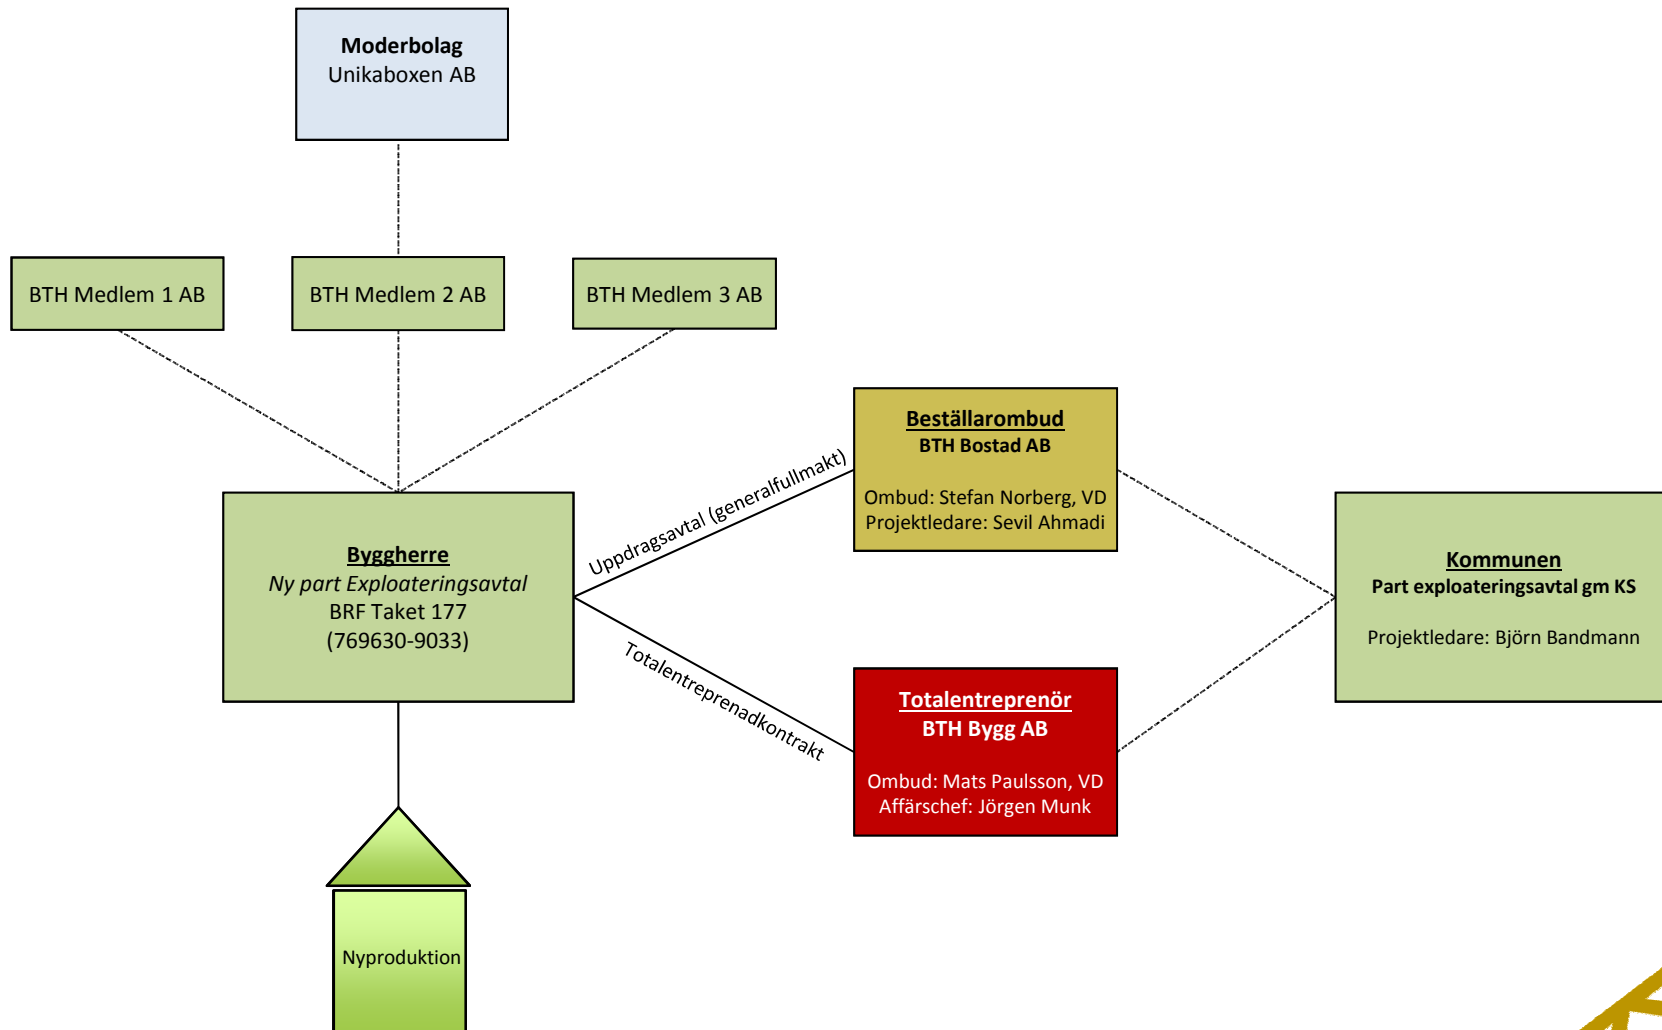 Moderbolag
Unikaboxen AB
BTH Medlem 1 AB
BTH Medlem 2 AB
BTH Medlem 3 AB
Beställarombud
BTH Bostad AB
Ombud: Stefan Norberg, VD
Projektledare: Sevil Ahmadi
Uppdragsavtal (generalfullmakt)
Byggherre
Ny part Exploateringsavtal
BRF Taket 177
(769630-9033)
Kommunen
Part exploateringsavtal gm KS
Projektledare: Björn Bandmann
Totalentreprenadkontrakt
Totalentreprenör
BTH Bygg AB
Ombud: Mats Paulsson, VD
Affärschef: Jörgen Munk
Nyproduktion